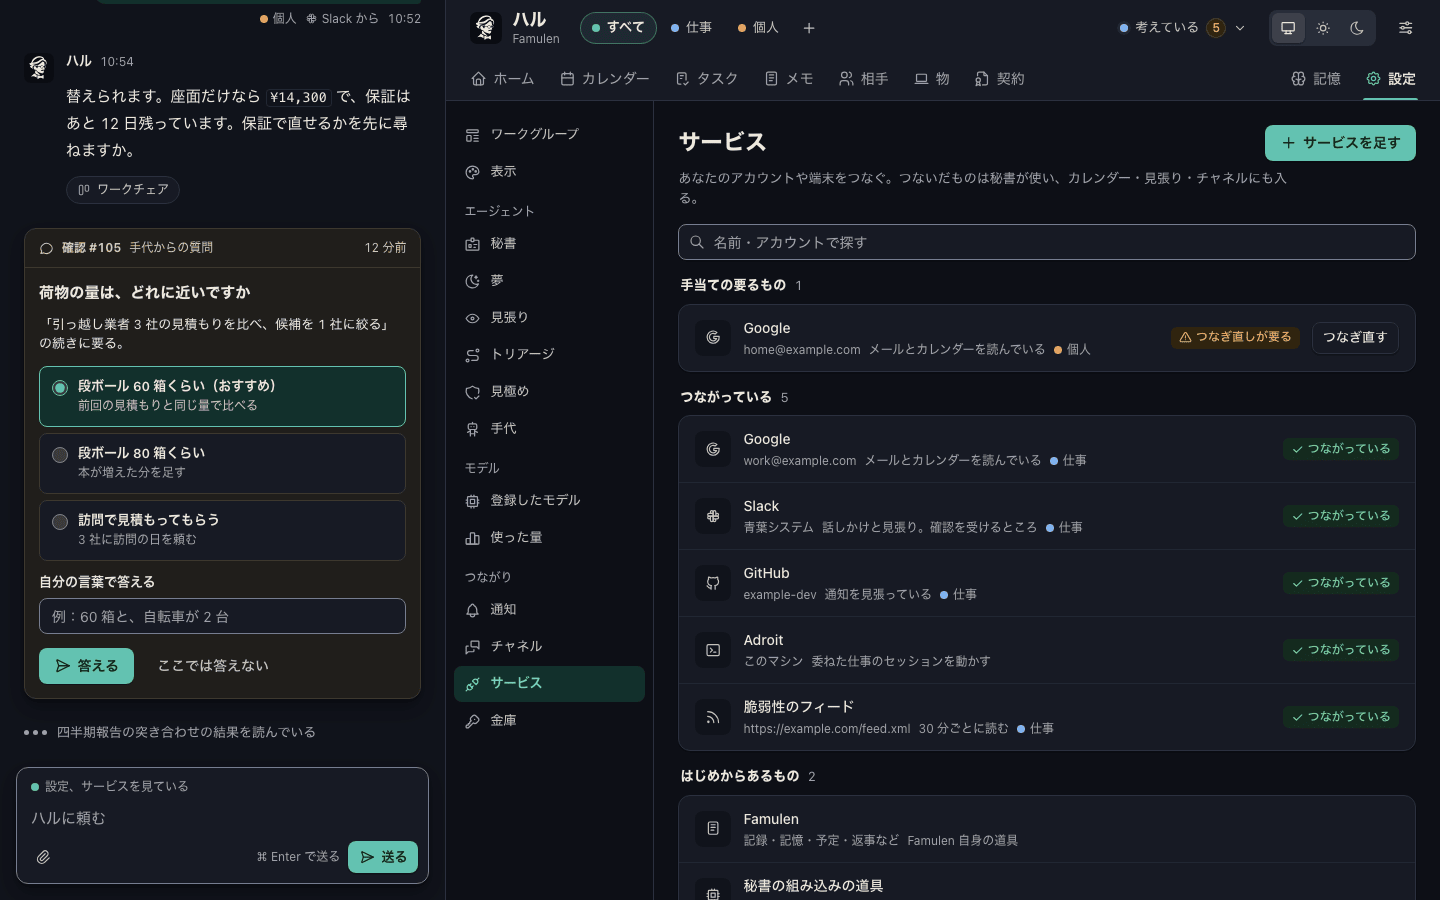 個人 Slack から 10:52
ハル 10:54
替えられます。座面だけなら ¥14,300 で、保証は
あと 12 日残っています。保証で直せるかを先に尋
ねますか。
ワークチェア
確認 #105 手代からの質問 12 分前
荷物の量は、どれに近いですか
「引っ越し業者 3 社の見積もりを比べ、候補を 1 社に絞る」
の続きに要る。
段ボール 60 箱くらい（おすすめ）
前回の見積もりと同じ量で比べる
段ボール 80 箱くらい
本が増えた分を足す
訪問で見積もってもらう
3 社に訪問の日を頼む
自分の言葉で答える
例：60 箱と、自転車が 2 台
答える ここでは答えない
四半期報告の突き合わせの結果を読んでいる
設定、サービスを見ている
ハルに頼む
⌘ Enter で送る 送る
ハル
Famulen
すべて 仕事 個人
考えている 5
ホーム カレンダー タスク メモ 相手 物 契約 記憶 設定
ワークグループ
表示
エージェント
秘書
夢
見張り
トリアージ
見極め
手代
モデル
登録したモデル
使った量
つながり
通知
チャネル
サービス
金庫
サービス
サービスを足す
あなたのアカウントや端末をつなぐ。つないだものは秘書が使い、カレンダー・見張り・チャネルにも入
る。
名前・アカウントで探す
手当ての要るもの 1
Google
home@example.com メールとカレンダーを読んでいる 個人
つなぎ直しが要る つなぎ直す
つながっている 5
Google
work@example.com メールとカレンダーを読んでいる 仕事
つながっている
Slack
青葉システム 話しかけと見張り。確認を受けるところ 仕事
つながっている
GitHub
example-dev 通知を見張っている 仕事
つながっている
Adroit
このマシン 委ねた仕事のセッションを動かす
つながっている
脆弱性のフィード
https://example.com/feed.xml 30 分ごとに読む 仕事
つながっている
はじめからあるもの 2
Famulen
記録・記憶・予定・返事など Famulen 自身の道具
秘書の組み込みの道具